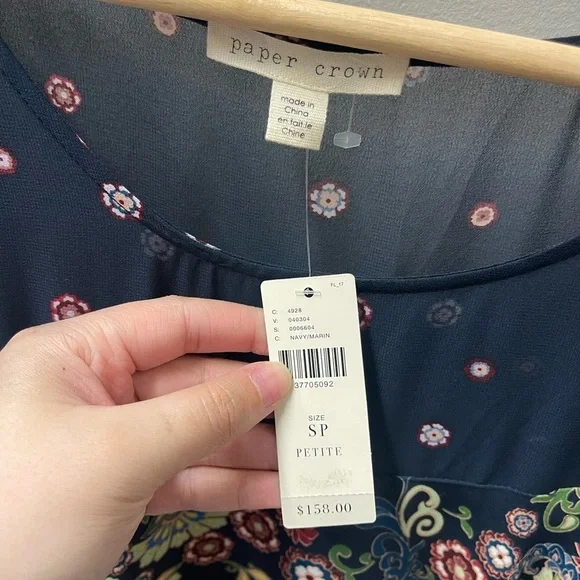 paper crown
made in
China
en fait le
Chine
FL_17
C: 4928
V: 040304
S: 0006604
C: NAVY/MARIN
37705092
SIZE
SP
PETITE
$158.00